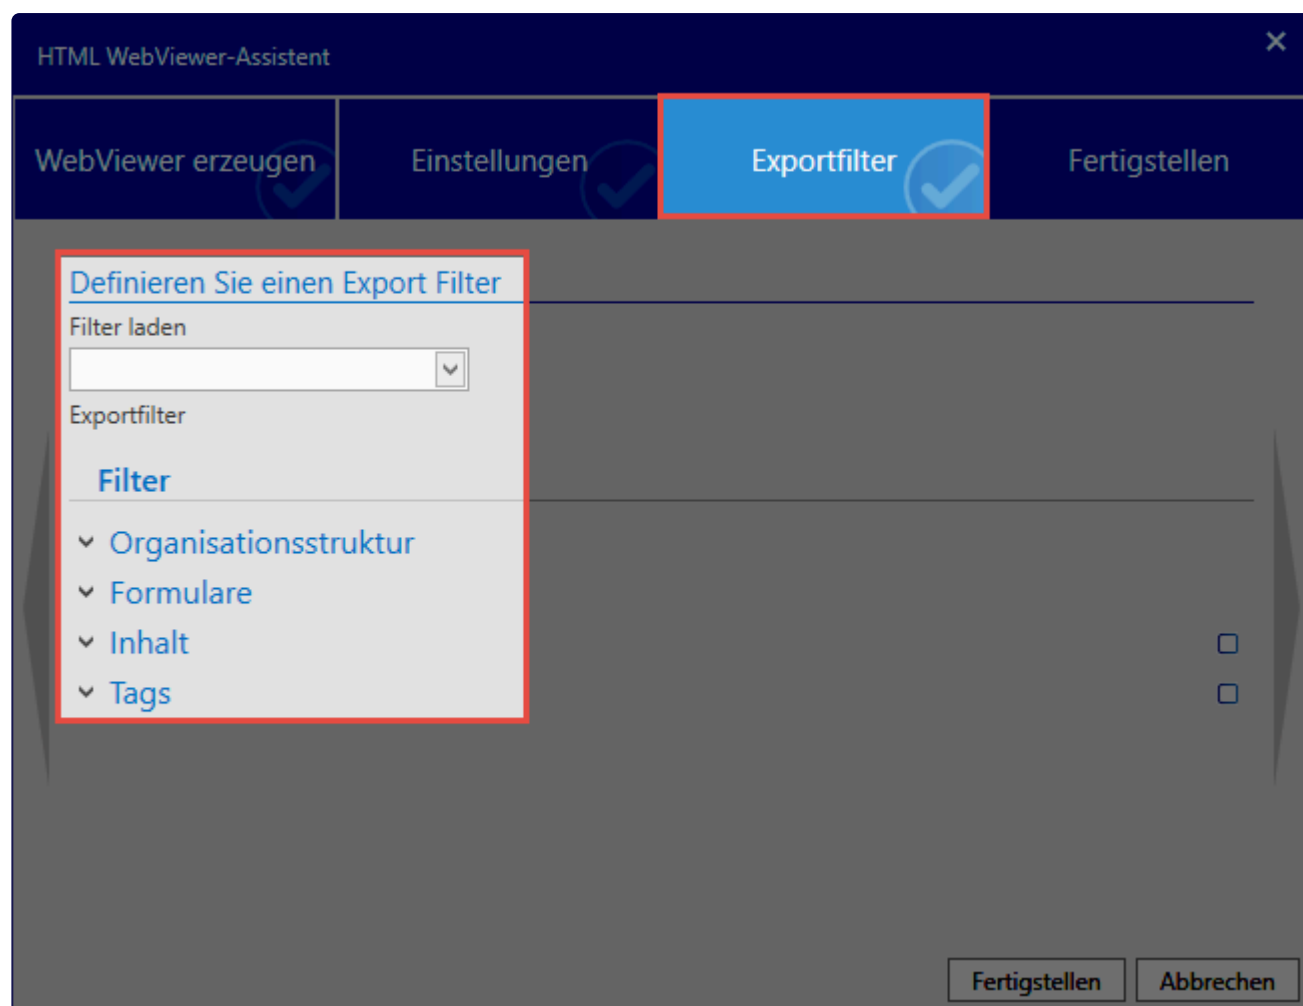 HTML WebViewer-Assistent
WebViewer erzeugen
Einstellungen
Exportfilter
Fertigstellen
Definieren Sie einen Export Filter
Filter laden
Exportfilter
Filter
Organisationsstruktur
Formulare
Inhalt
Tags
Fertigstellen
Abbrechen